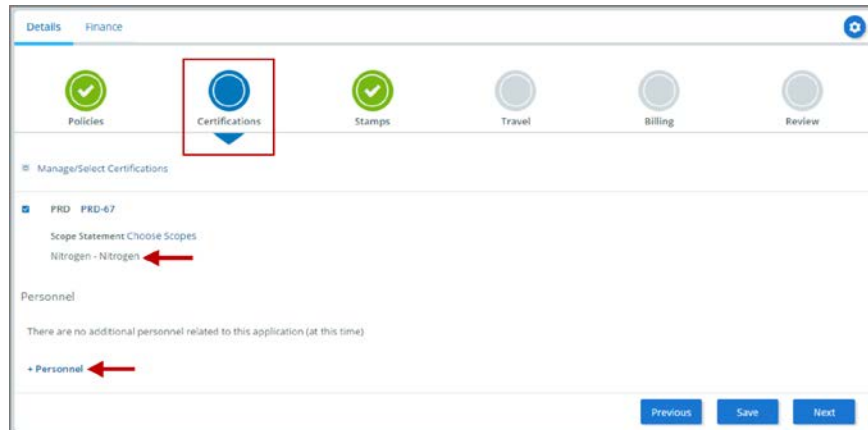 Details Finance
Policies Certifications Stamps Travel Billing Review
Manage/Select Certifications
PRD PRD-67
Scope Statement Choose Scopes
Nitrogen - Nitrogen
Personnel
There are no additional personnel related to this application (at this time)
+ Personnel
Previous Save Next